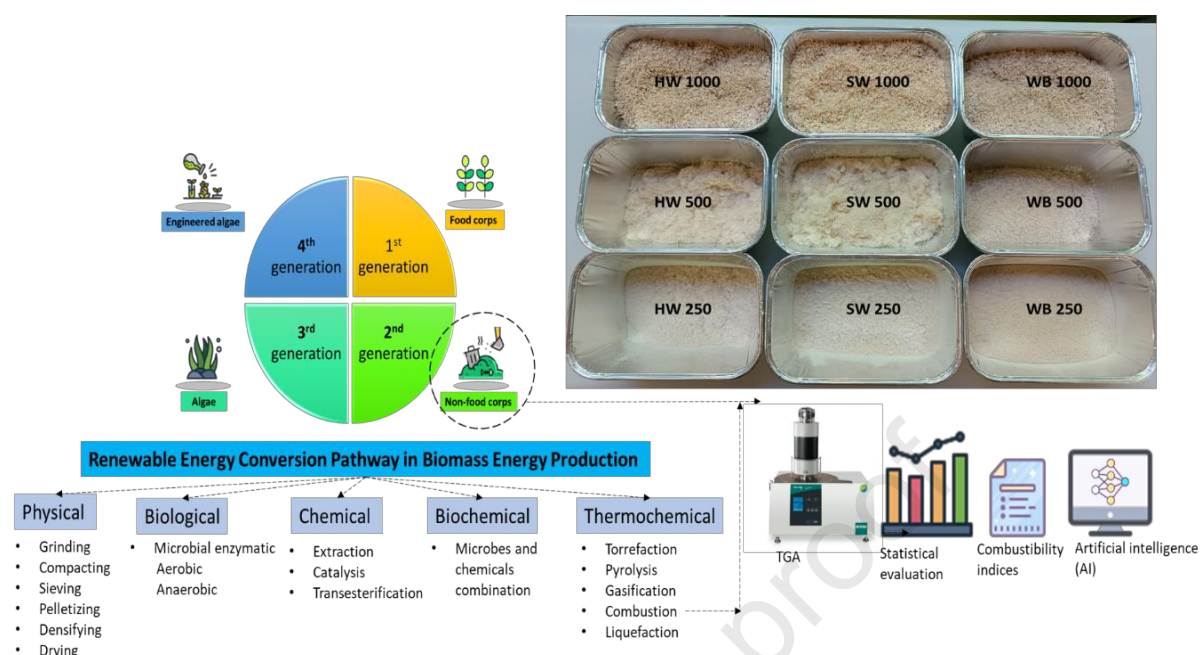 HW 1000
SW 1000
WB 1000
HW 500
SW 500
WB 500
HW 250
SW 250
WB 250
Engineered algae
4th
generation
1st
generation
Food corps
Algae
3rd
generation
2nd
generation
Non-food corps
Renewable Energy Conversion Pathway in Biomass Energy Production
Physical
• Grinding
• Compacting
• Sieving
• Pelletizing
• Densifying
• Drying
Biological
• Microbial enzymatic
Aerobic
Anaerobic
Chemical
• Extraction
• Catalysis
• Transesterification
Biochemical
• Microbes and
chemicals
combination
Thermochemical
• Torrefaction
• Pyrolysis
• Gasification
• Combustion
• Liquefaction
TGA
Statistical
evaluation
Combustibility
indices
Artificial intelligence
(AI)
proof